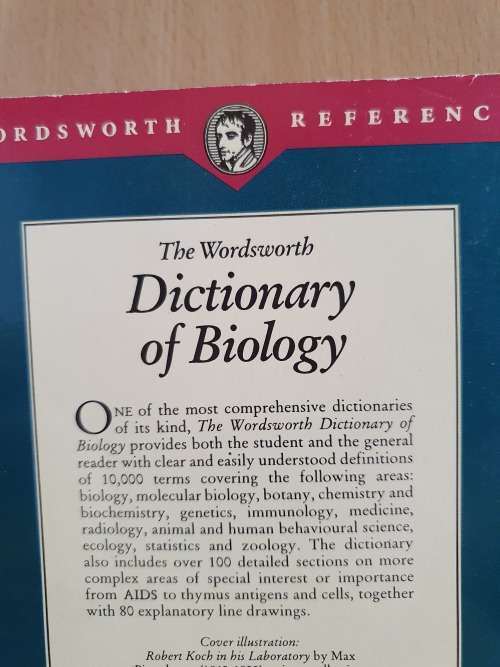 ORDSWORTH REFERENC
The Wordsworth
Dictionary
of Biology
ONE of the most comprehensive dictionaries
of its kind, The Wordsworth Dictionary of
Biology provides both the student and the general
reader with clear and easily understood definitions
of 10,000 terms covering the following areas:
biology, molecular biology, botany, chemistry and
biochemistry, genetics, immunology, medicine,
radiology, animal and human behavioural science,
ecology, statistics and zoology. The dictionary
also includes over 100 detailed sections on more
complex areas of special interest or importance
from AIDS to thymus antigens and cells, together
with 80 explanatory line drawings.
Cover illustration:
Robert Koch in his Laboratory by Max